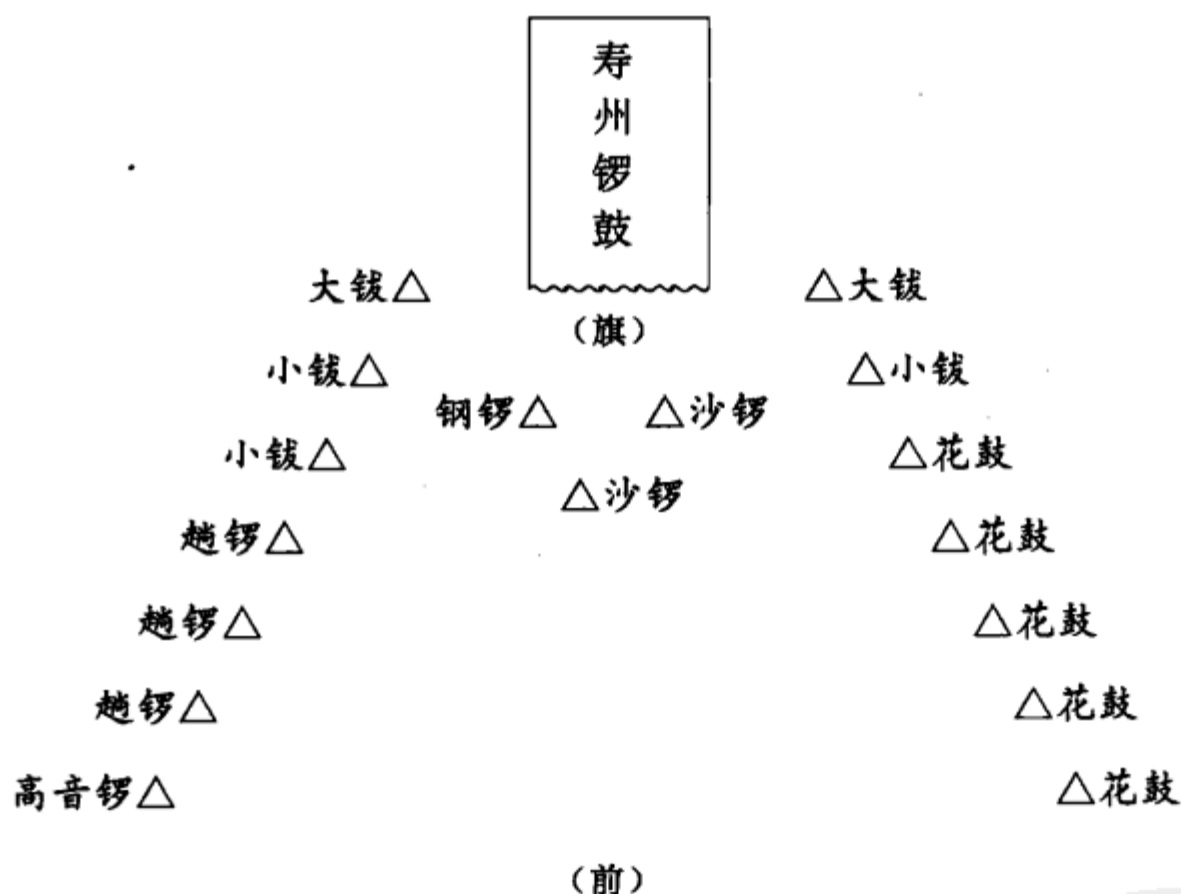 寿州锣鼓
大钹△ △大钹
（旗）
小钹△ △小钹
钢锣△ △沙锣
小钹△ △花鼓
△沙锣
趟锣△ △花鼓
趟锣△ △花鼓
趟锣△ △花鼓
高音锣△ △花鼓
（前）